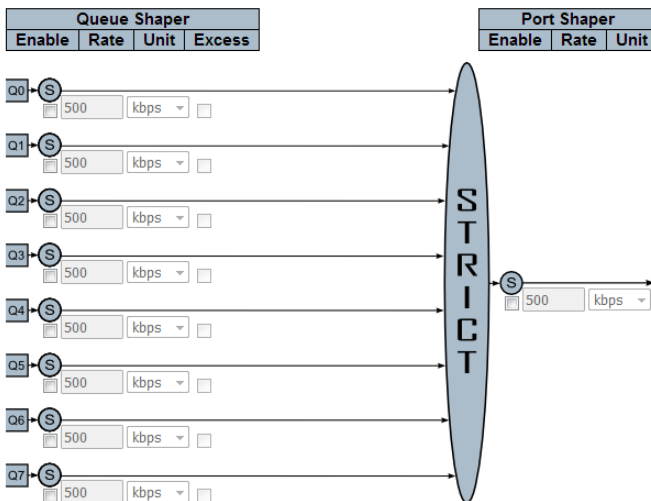 Queue Shaper
Port Shaper
Enable Rate Unit Excess
Enable Rate Unit
Q0 S
500 kbps
Q1 S
500 kbps
Q2 S
500 kbps
Q3 S
500 kbps
Q4 S
500 kbps
Q5 S
500 kbps
Q6 S
500 kbps
Q7 S
500 kbps
STRICT
S
500 kbps